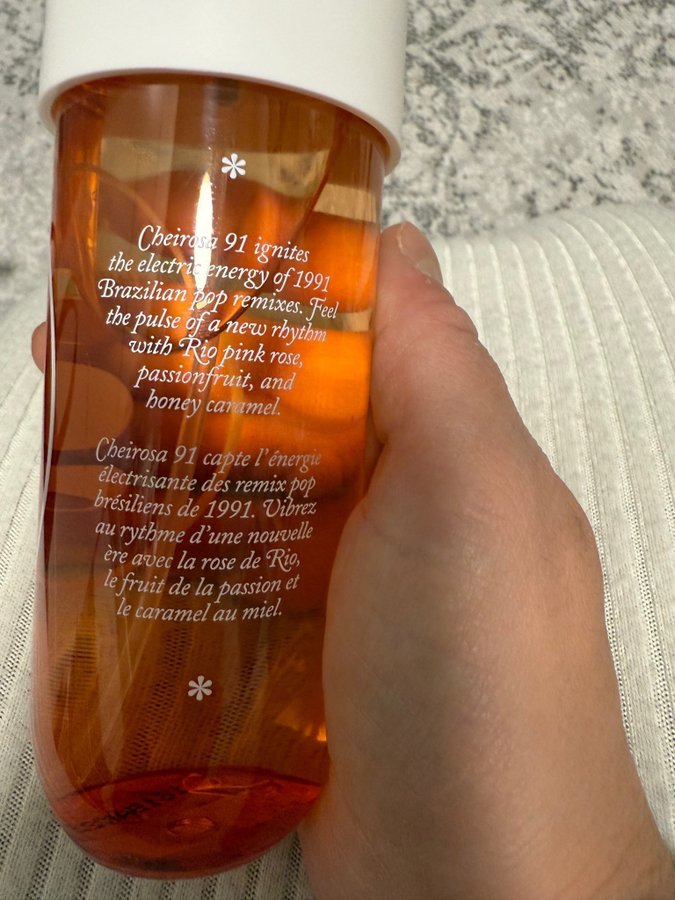 Cheirosa 91 ignites
the electric energy of 1991
Brazilian pop remixes. Feel
the pulse of a new rhythm
with Rio pink rose,
passionfruit, and
honey caramel.
Cheirosa 91 capte l'énergie
électrisante des remix pop
brésiliens de 1991. Vibrez
au rythme d'une nouvelle
ère avec la rose de Rio,
le fruit de la passion et
le caramel au miel.